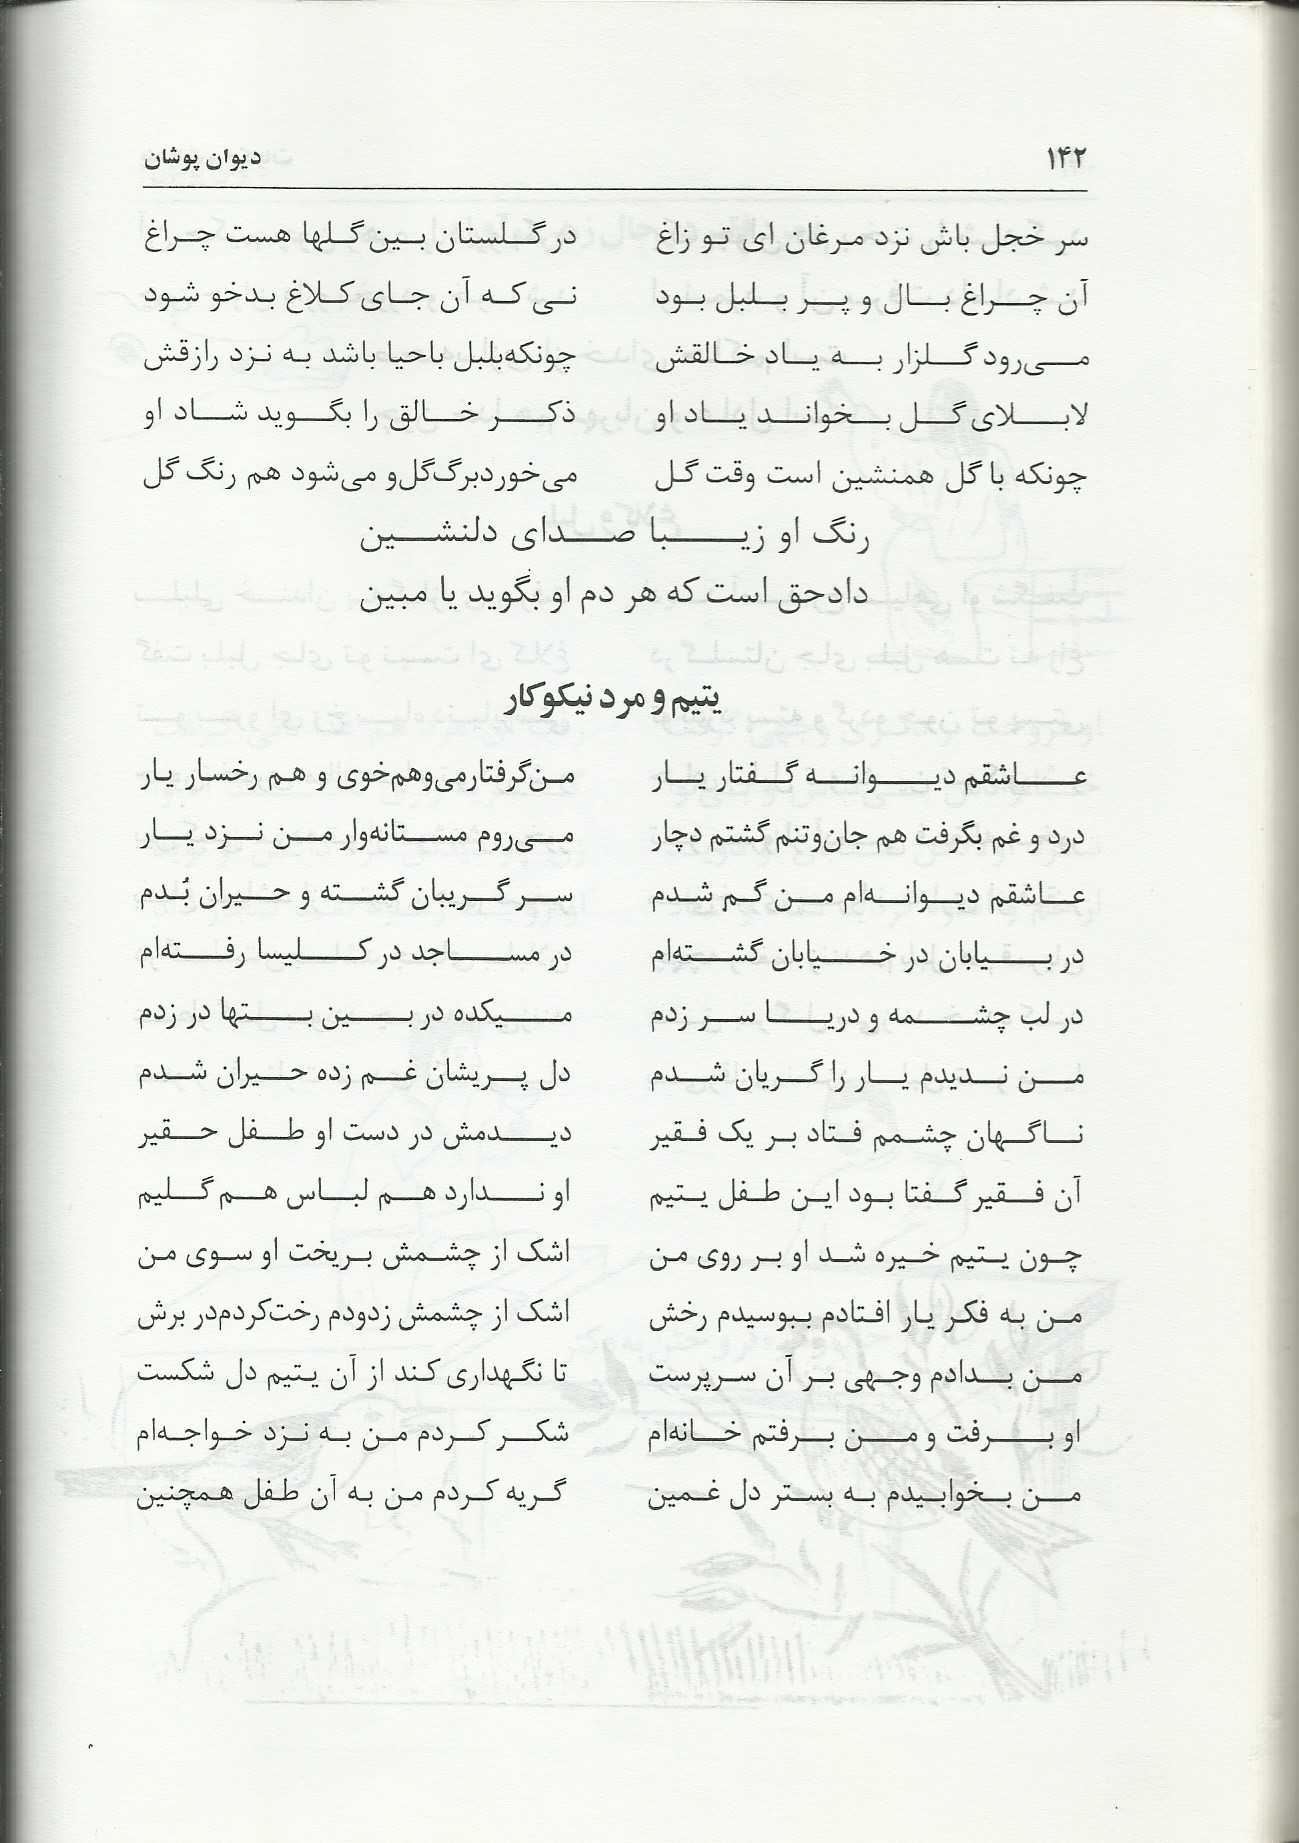 ۱۴۲ دیوان پوشان
سر خجل باش نزد مرغان ای تو زاغ در گلستان بین گلها هست چراغ
آن چراغ بال و پر بلبل بود نی که آن جای کلاغ بدخو شود
می‌رود گلزار به یاد خالقش چونکه بلبل باحیا باشد به نزد رازقش
لابلای گل بخواند یاد او ذکر خالق را بگوید شاد او
چونکه با گل همنشین است وقت گل می‌خورد برگ گل و می‌شود هم رنگ گل
رنگ او زیبا صدای دلنشین
دادحق است که هر دم او بگوید یا مبین
یتیم و مرد نیکوکار
عاشقم دیوانه گفتار یار من گرفتار می و هم خوی و هم رخسار یار
درد و غم بگرفت هم جان و تنم گشتم دچار می‌روم مستانه‌وار من نزد یار
عاشقم دیوانه‌ام من گم شدم سر گریبان گشته و حیران بُدم
در بیابان در خیابان گشته‌ام در مساجد در کلیسا رفته‌ام
در لب چشمه و دریا سر زدم میکده در بین بتها در زدم
من ندیدم یار را گریان شدم دل پریشان غم زده حیران شدم
ناگهان چشمم فتاد بر یک فقیر دیدمش در دست او طفل حقیر
آن فقیر گفتا بود این طفل یتیم او ندارد هم لباس هم گلیم
چون یتیم خیره شد او بر روی من اشک از چشمش بریخت او سوی من
من به فکر یار افتادم ببوسیدم رخش اشک از چشمش زدودم رخت کردم در برش
من بدادم وجهی بر آن سرپرست تا نگهداری کند از آن یتیم دل شکست
او برفت و من برفتم خانه‌ام شکر کردم من به نزد خواجه‌ام
من بخوابیدم به بستر دل غمین گریه کردم من به آن طفل همچنین